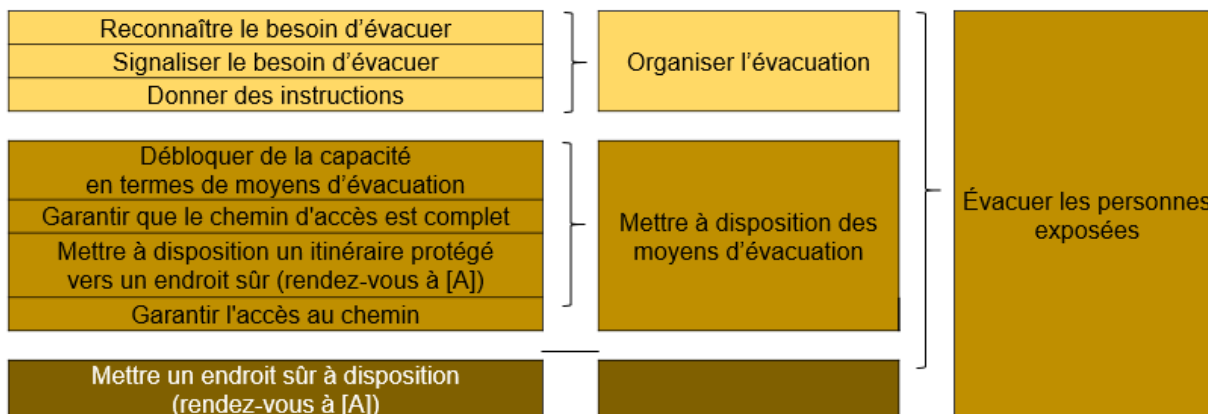 Reconnaître le besoin d’évacuer
Signaliser le besoin d’évacuer
Donner des instructions
Organiser l’évacuation
Débloquer de la capacité
en termes de moyens d’évacuation
Garantir que le chemin d'accès est complet
Mettre à disposition un itinéraire protégé
vers un endroit sûr (rendez-vous à [A])
Garantir l'accès au chemin
Mettre à disposition des
moyens d’évacuation
Mettre un endroit sûr à disposition
(rendez-vous à [A])
Évacuer les personnes
exposées